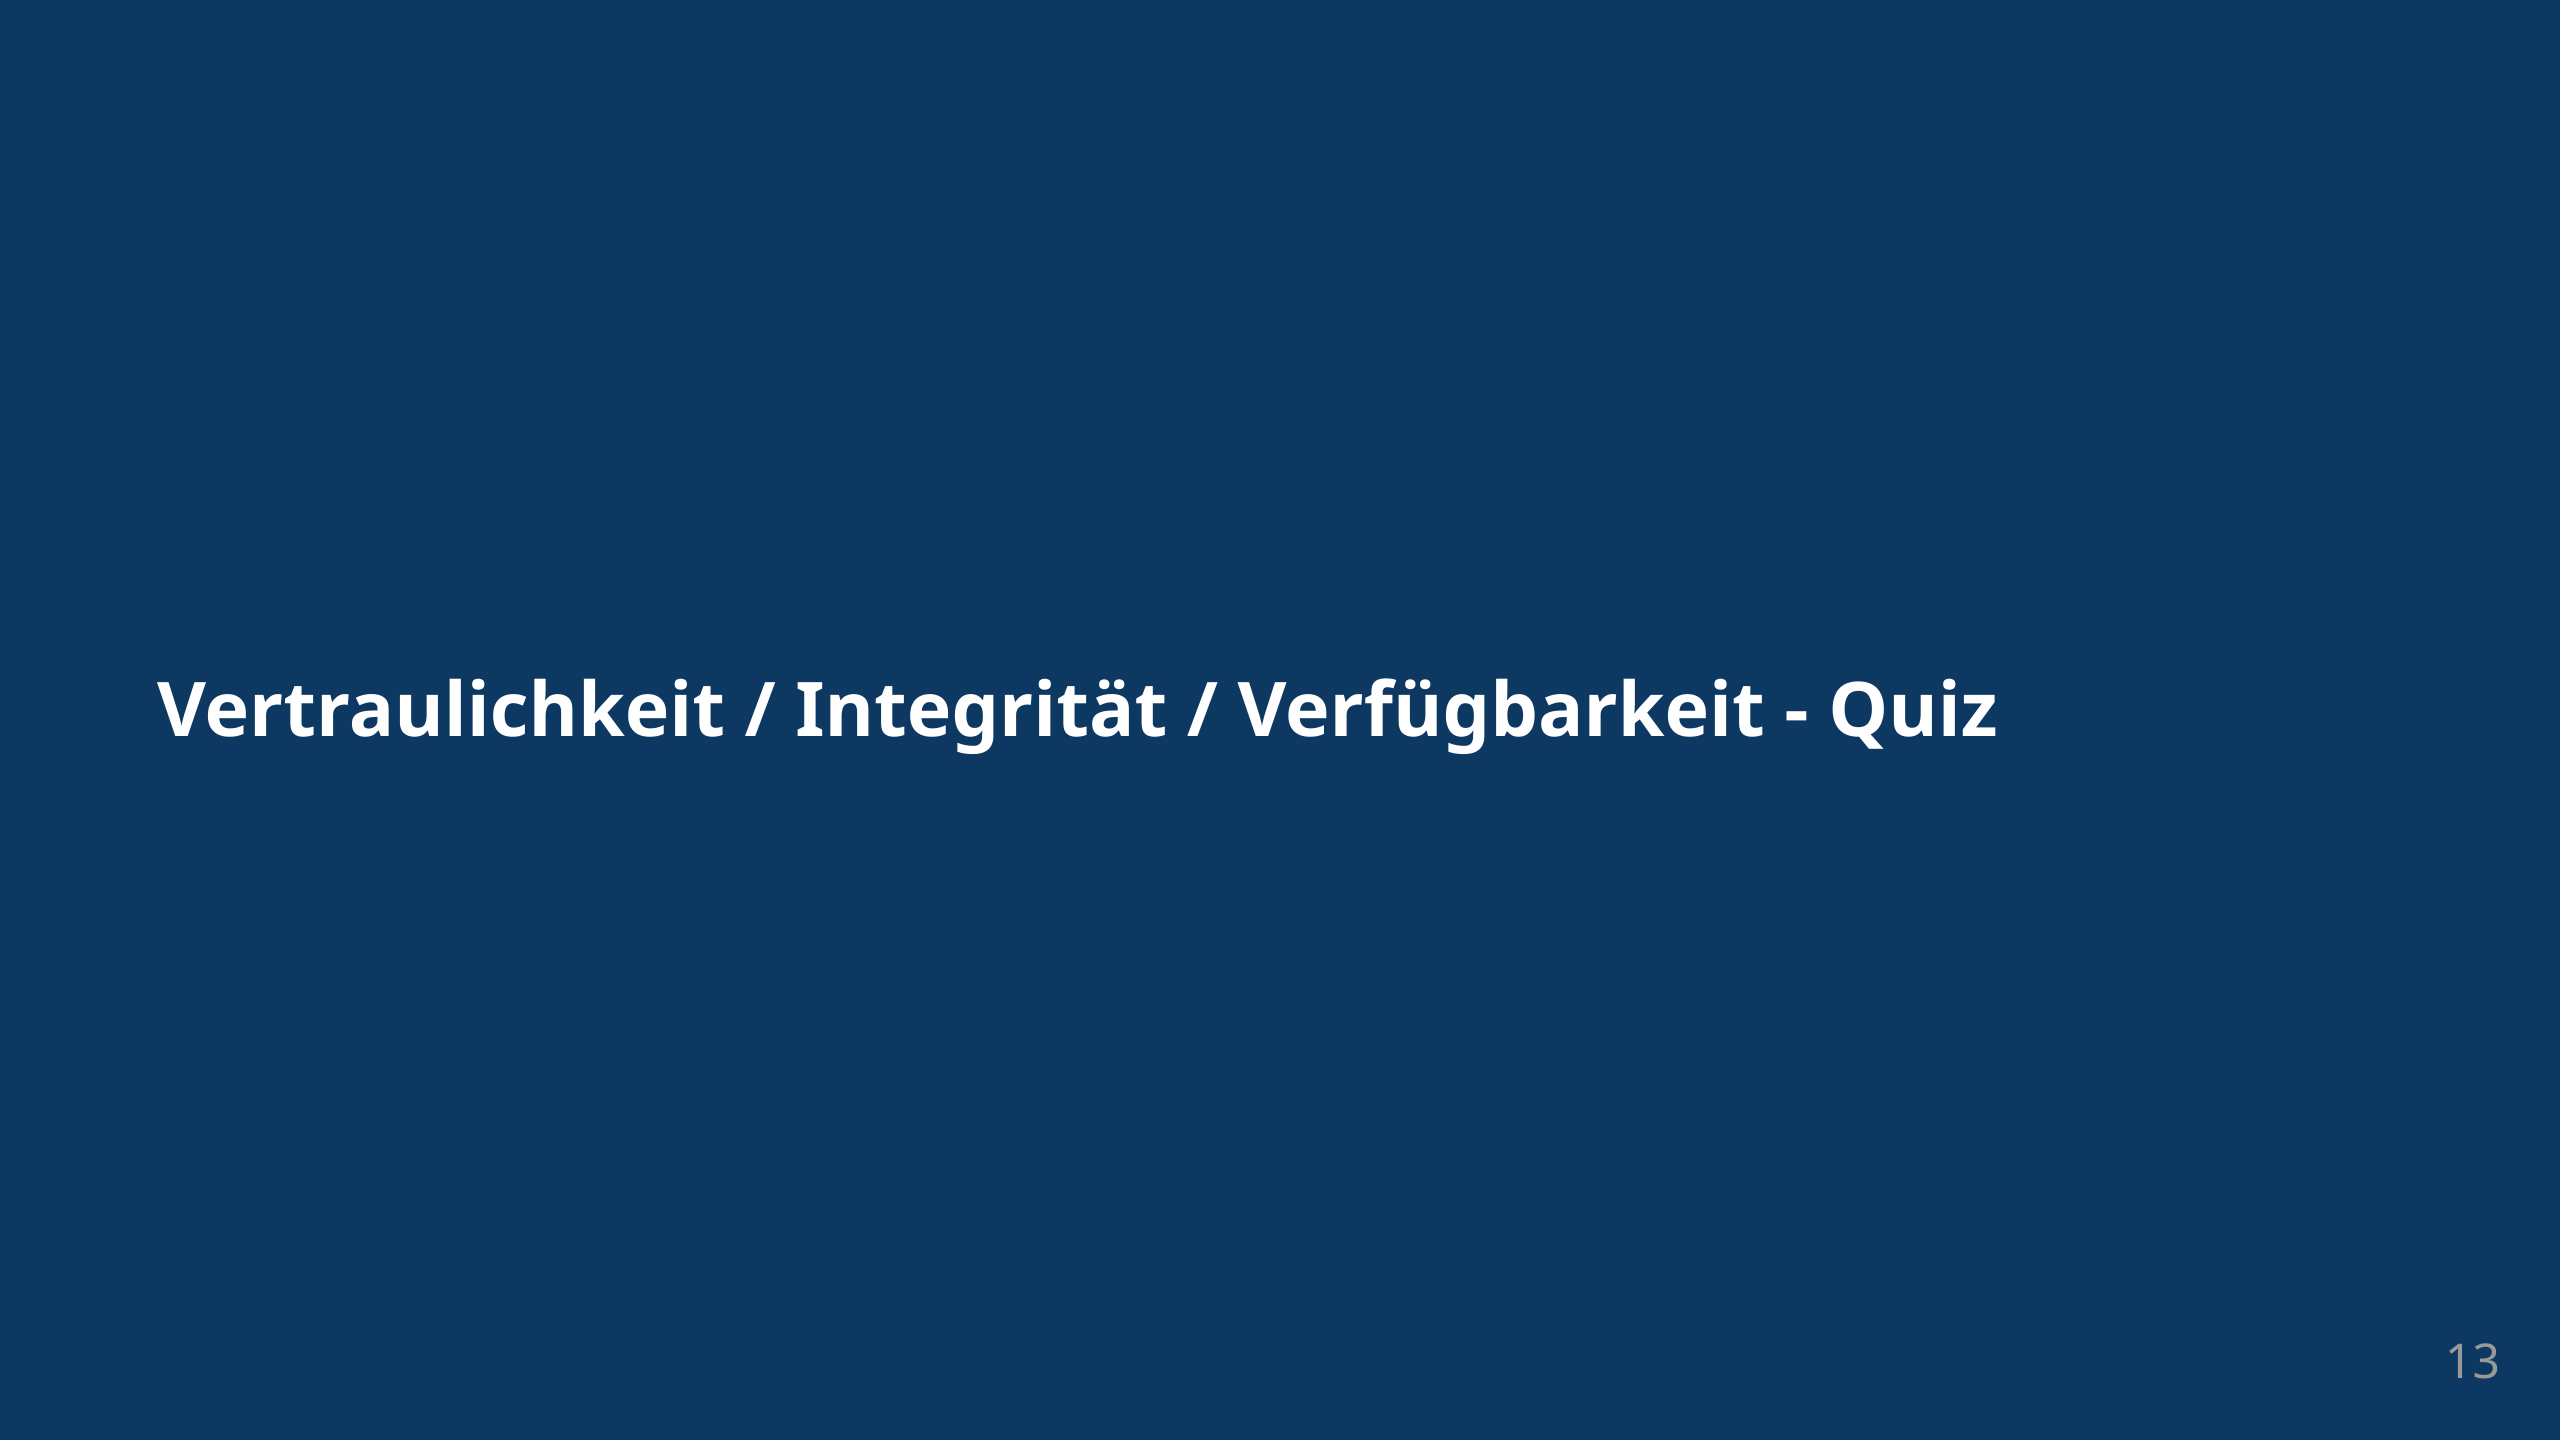 Vertraulichkeit / Integrität / Verfügbarkeit - Quiz
13